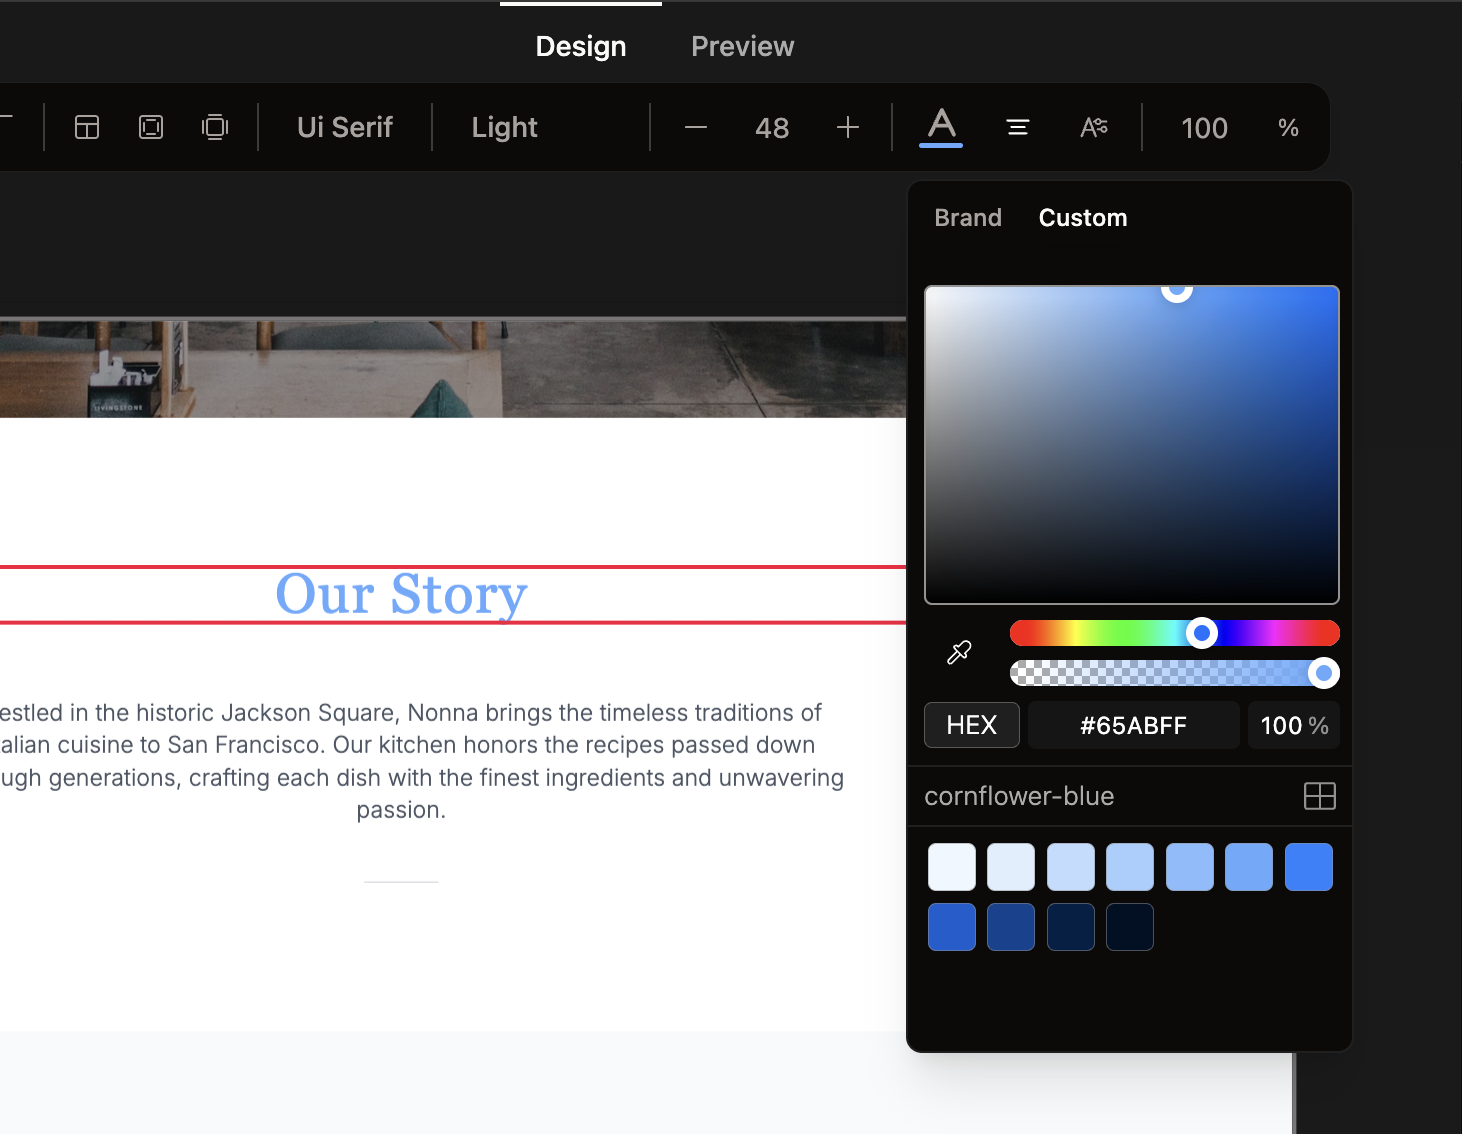 Design Preview
Ui Serif Light 48 100 %
Brand Custom
LIVINGSTONE
Our Story
estled in the historic Jackson Square, Nonna brings the timeless traditions of
talian cuisine to San Francisco. Our kitchen honors the recipes passed down
ugh generations, crafting each dish with the finest ingredients and unwavering
passion.
HEX #65ABFF 100 %
cornflower-blue